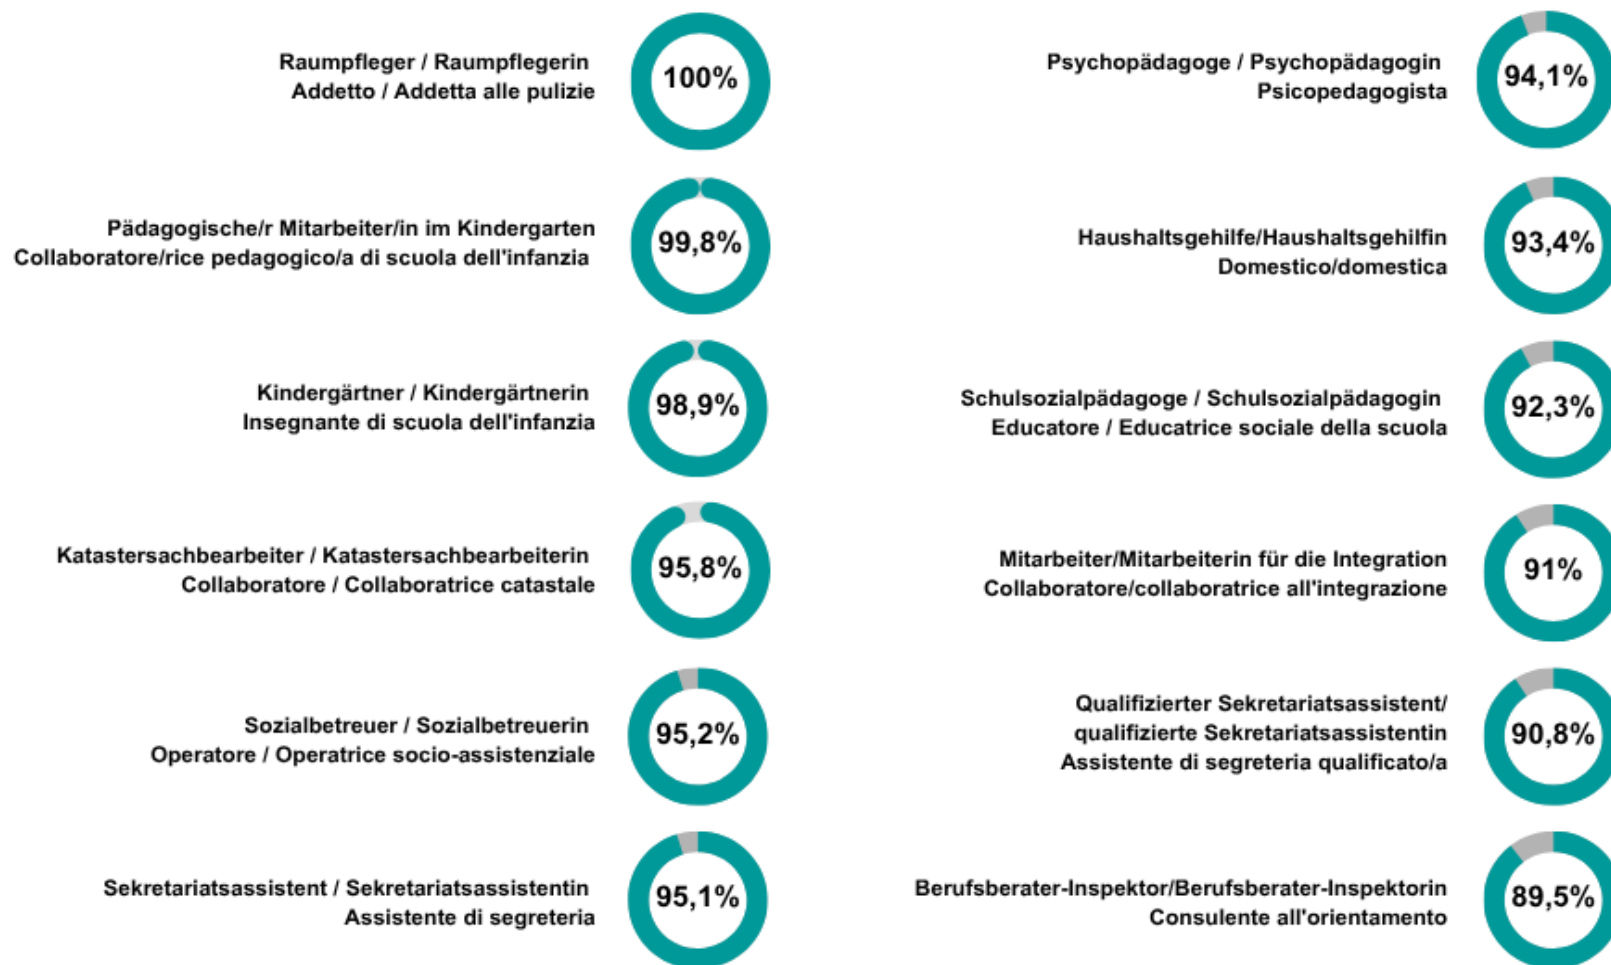 Raumpfleger / Raumpflegerin
Addetto / Addetta alle pulizie
100%
Pädagogische/r Mitarbeiter/in im Kindergarten
Collaboratore/rice pedagogico/a di scuola dell'infanzia
99,8%
Kindergärtner / Kindergärtnerin
Insegnante di scuola dell'infanzia
98,9%
Katastersachbearbeiter / Katastersachbearbeiterin
Collaboratore / Collaboratrice catastale
95,8%
Sozialbetreuer / Sozialbetreuerin
Operatore / Operatrice socio-assistenziale
95,2%
Sekretariatsassistent / Sekretariatsassistentin
Assistente di segreteria
95,1%
Psychopädagoge / Psychopädagogin
Psicopedagogista
94,1%
Haushaltsgehilfe/Haushaltsgehilfin
Domestico/domestica
93,4%
Schulsozialpädagoge / Schulsozialpädagogin
Educatore / Educatrice sociale della scuola
92,3%
Mitarbeiter/Mitarbeiterin für die Integration
Collaboratore/collaboratrice all'integrazione
91%
Qualifizierter Sekretariatsassistent/
qualifizierte Sekretariatsassistentin
Assistente di segreteria qualificato/a
90,8%
Berufsberater-Inspektor/Berufsberater-Inspektorin
Consulente all'orientamento
89,5%